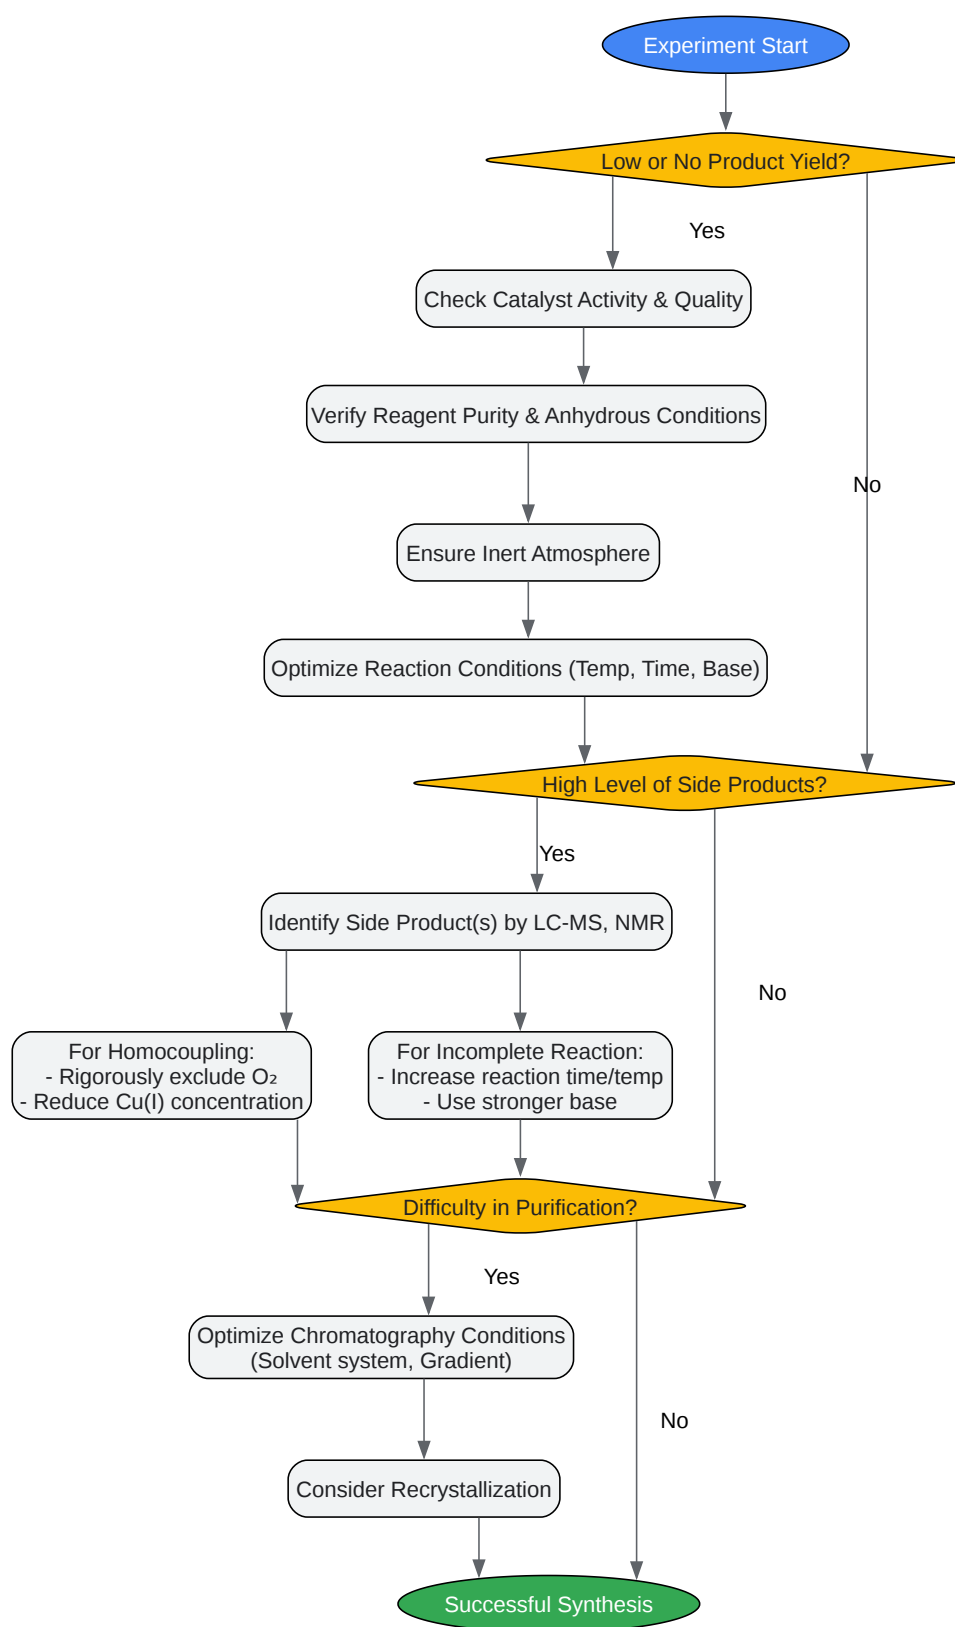 Experiment Start
Low or No Product Yield?
Yes
Check Catalyst Activity & Quality
Verify Reagent Purity & Anhydrous Conditions
No
Ensure Inert Atmosphere
Optimize Reaction Conditions (Temp, Time, Base)
High Level of Side Products?
Yes
Identify Side Product(s) by LC-MS, NMR
No
For Homocoupling:
- Rigorously exclude O₂
- Reduce Cu(I) concentration
For Incomplete Reaction:
- Increase reaction time/temp
- Use stronger base
Difficulty in Purification?
Yes
Optimize Chromatography Conditions
(Solvent system, Gradient)
No
Consider Recrystallization
Successful Synthesis